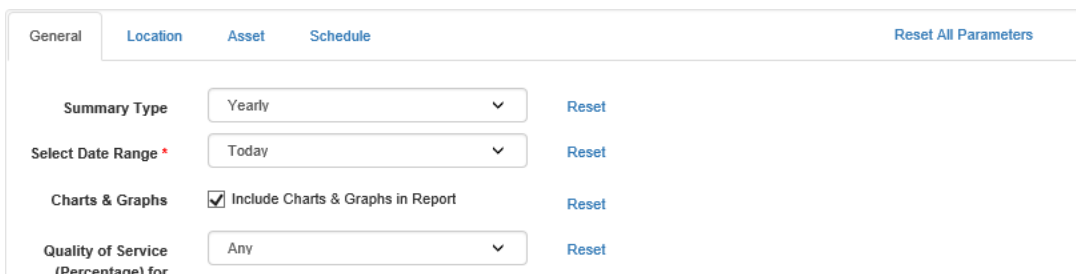 General Location Asset Schedule Reset All Parameters
Summary Type Yearly Reset
Select Date Range * Today Reset
Charts & Graphs Include Charts & Graphs in Report Reset
Quality of Service Any Reset
(Percentage) for